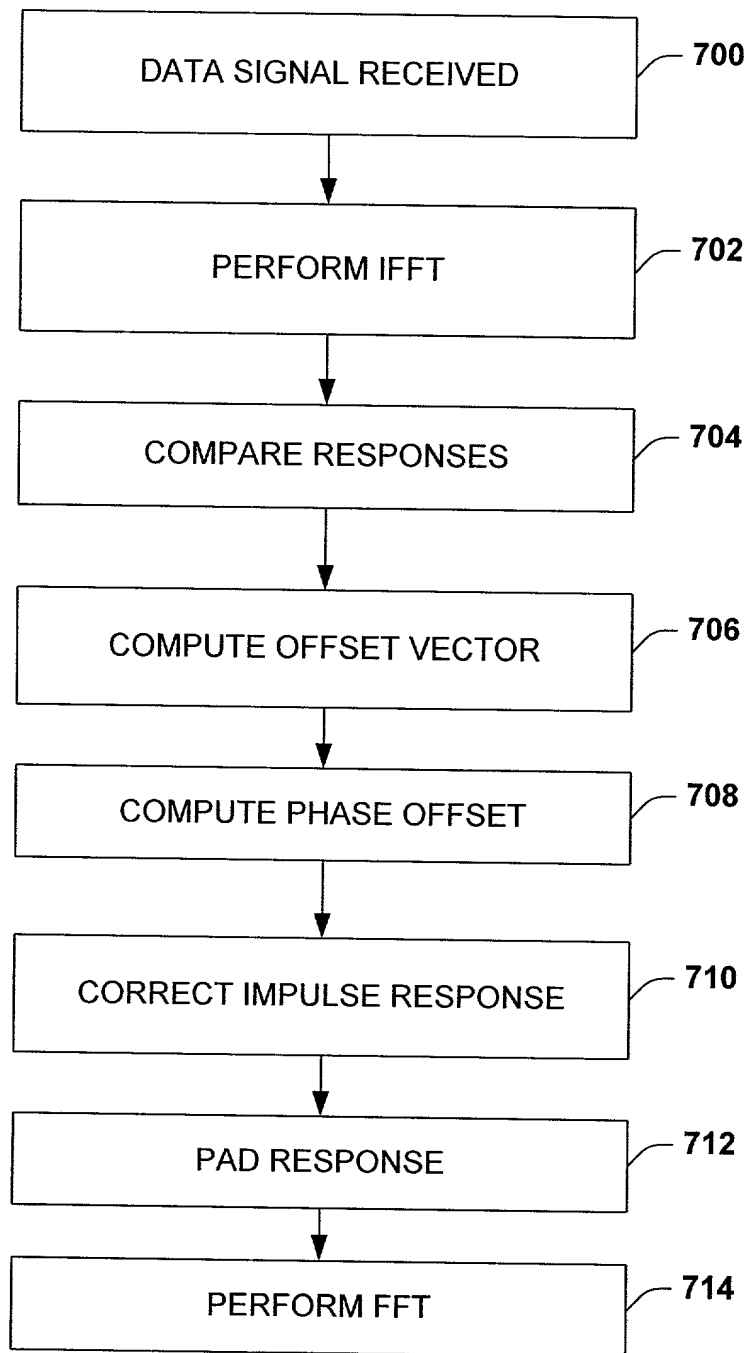 DATA SIGNAL RECEIVED
700
PERFORM IFFT
702
COMPARE RESPONSES
704
COMPUTE OFFSET VECTOR
706
COMPUTE PHASE OFFSET
708
CORRECT IMPULSE RESPONSE
710
PAD RESPONSE
712
PERFORM FFT
714